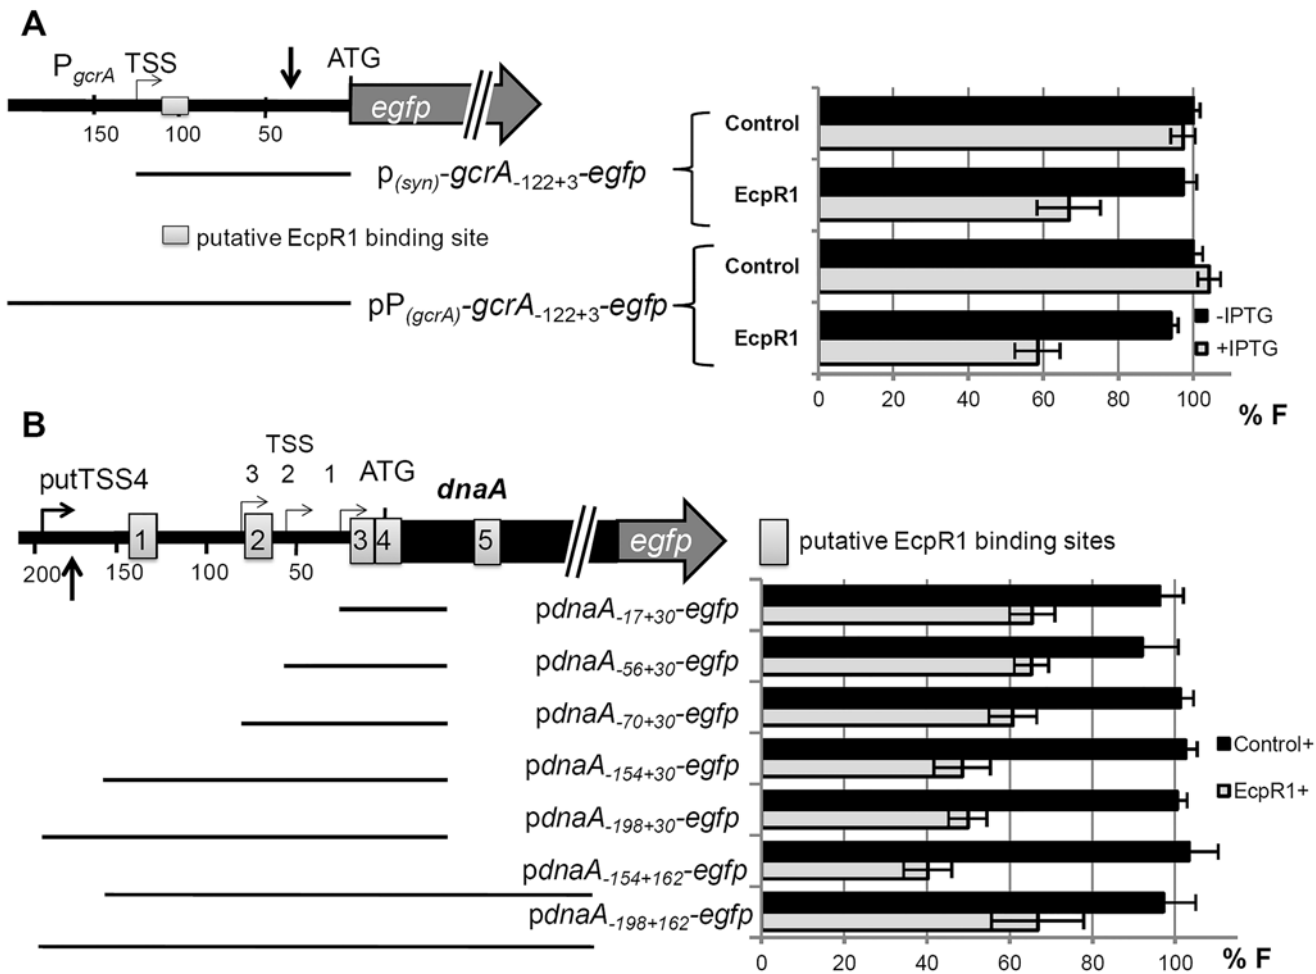 A
PgcrA TSS ATG
egfp
150 100 50
p(syn)-gcrA-122+3-egfp
putative EcpR1 binding site
pP(gcrA)-gcrA-122+3-egfp
Control
EcpR1
Control
EcpR1
-IPTG
+IPTG
0 20 40 60 80 100
% F
B
TSS
putTSS4 3 2 1 ATG
dnaA
1 2 3 4 5 egfp
200 150 100 50
putative EcpR1 binding sites
pdnaA-17+30-egfp
pdnaA-56+30-egfp
pdnaA-70+30-egfp
pdnaA-154+30-egfp
pdnaA-198+30-egfp
pdnaA-154+162-egfp
pdnaA-198+162-egfp
Control+
EcpR1+
0 20 40 60 80 100
% F